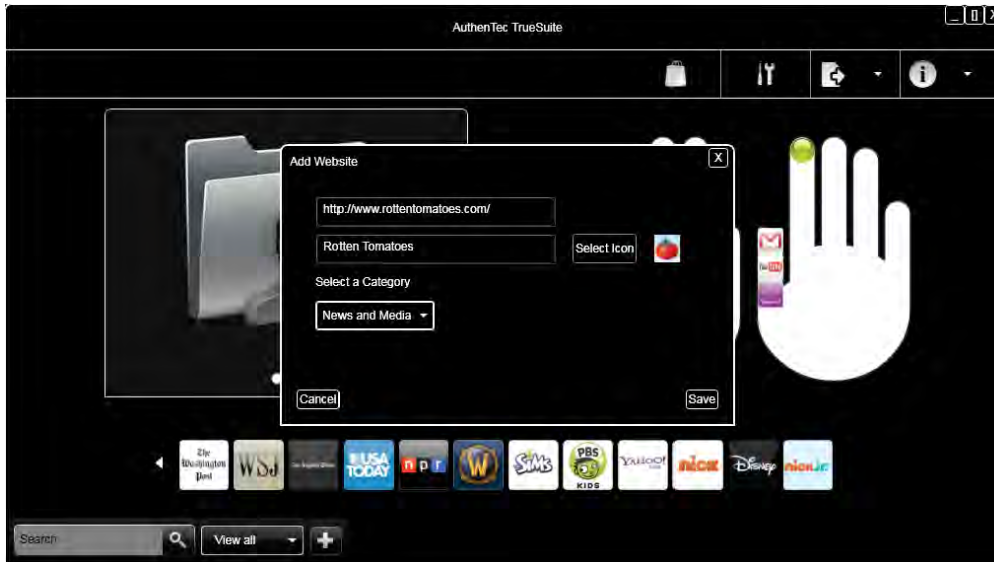 AuthenTec TrueSuite
Add Website
X
http://www.rottentomatoes.com/
Rotten Tomatoes
Select Icon
Select a Category
News and Media
Cancel
Save
The
Washington
Post
WSJ
USA
TODAY
npr
W
SiMs
PBS
KIDS
YAHOO!
nick
Disney
nick jr.
Search
View all